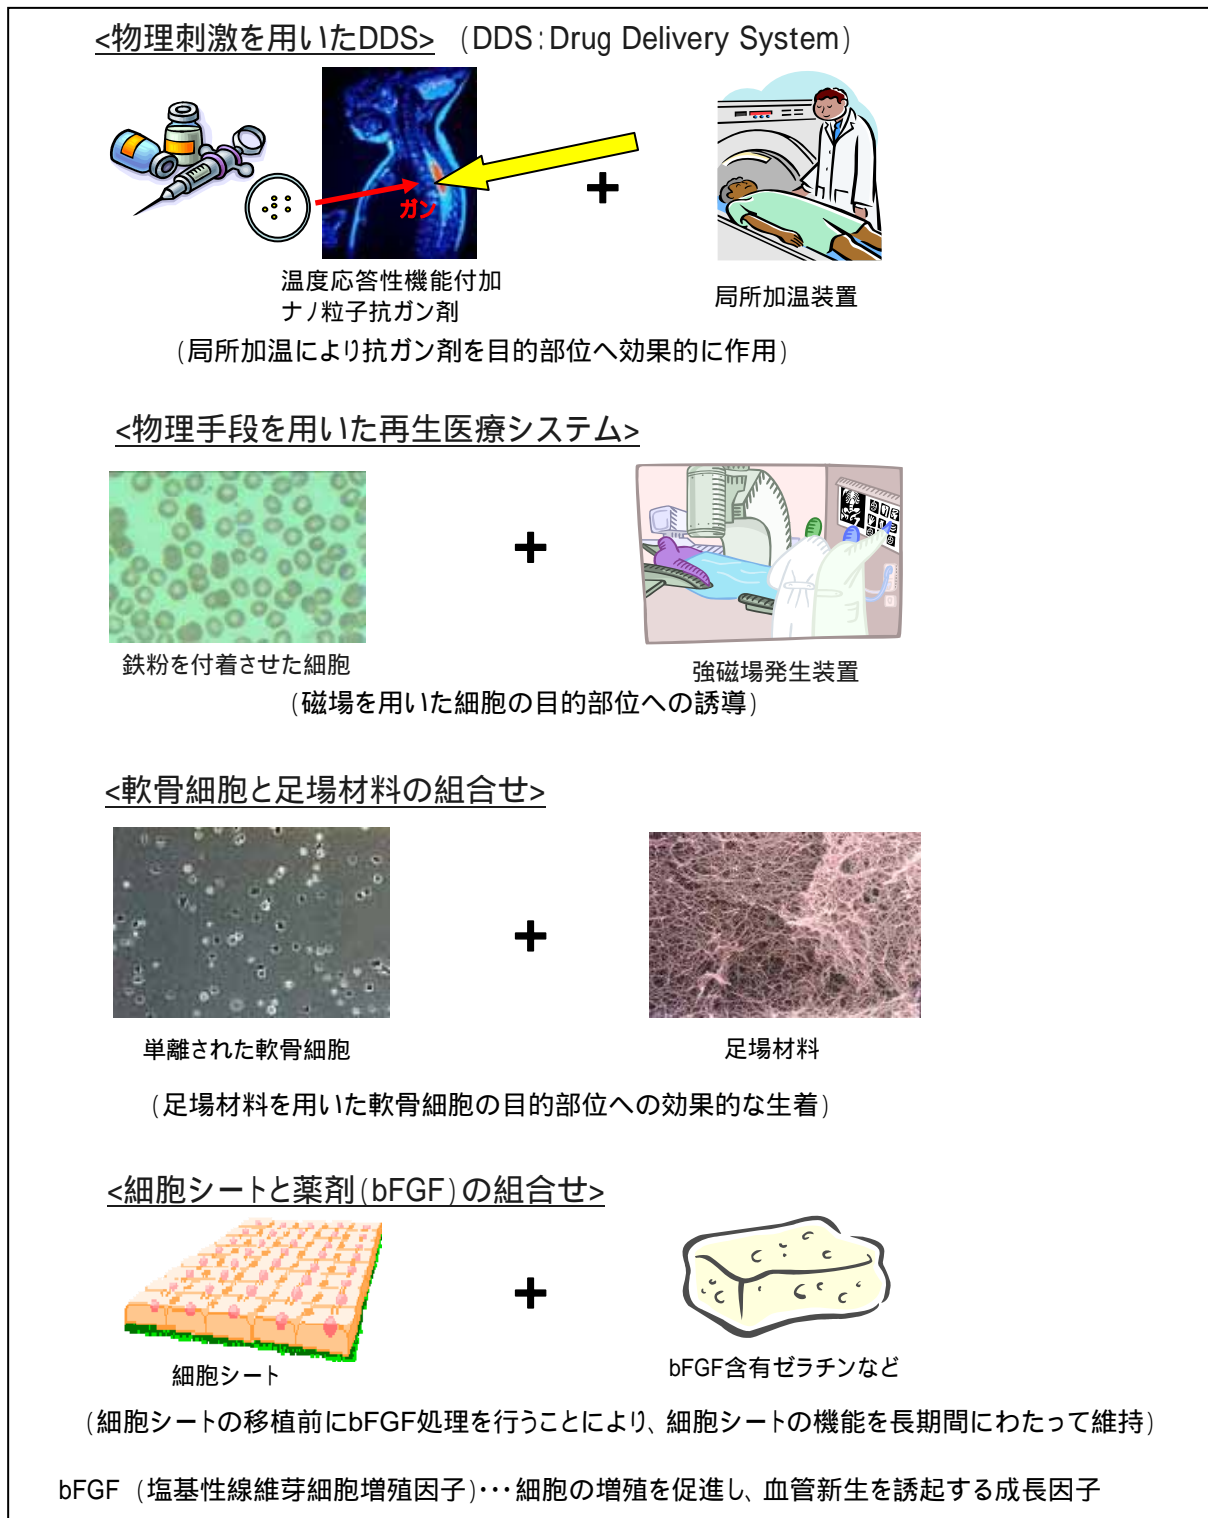 <物理刺激を用いたDDS> (DDS:Drug Delivery System)
ガン
温度応答性機能付加
ナノ粒子抗ガン剤
局所加温装置
(局所加温により抗ガン剤を目的部位へ効果的に作用)
<物理手段を用いた再生医療システム>
+
鉄粉を付着させた細胞
強磁場発生装置
(磁場を用いた細胞の目的部位への誘導)
<軟骨細胞と足場材料の組合せ>
+
単離された軟骨細胞
足場材料
(足場材料を用いた軟骨細胞の目的部位への効果的な生着)
<細胞シートと薬剤(bFGF)の組合せ>
+
細胞シート
bFGF含有ゼラチンなど
(細胞シートの移植前にbFGF処理を行うことにより、細胞シートの機能を長期間にわたって維持)
bFGF (塩基性線維芽細胞増殖因子)・・・細胞の増殖を促進し、血管新生を誘起する成長因子